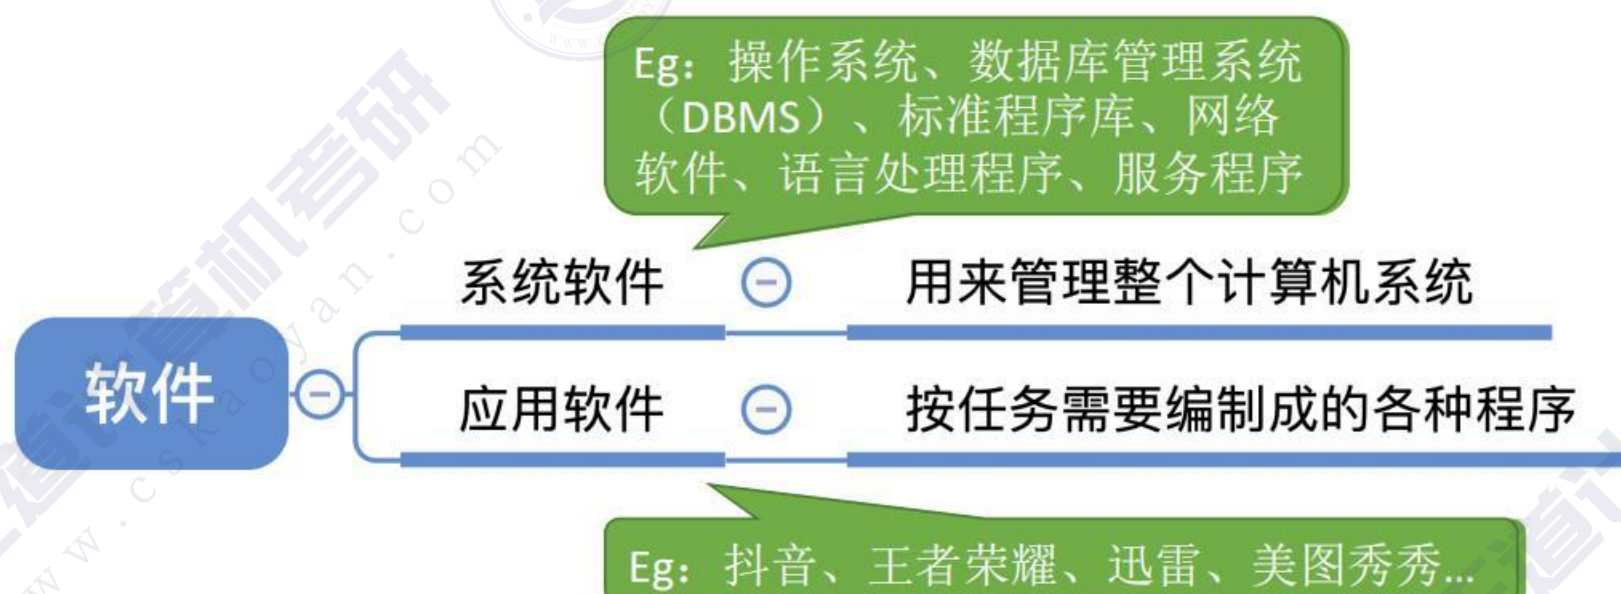 Eg：操作系统、数据库管理系统
（DBMS）、标准程序库、网络
软件、语言处理程序、服务程序
系统软件
用来管理整个计算机系统
软件
应用软件
按任务需要编制成的各种程序
Eg：抖音、王者荣耀、迅雷、美图秀秀...